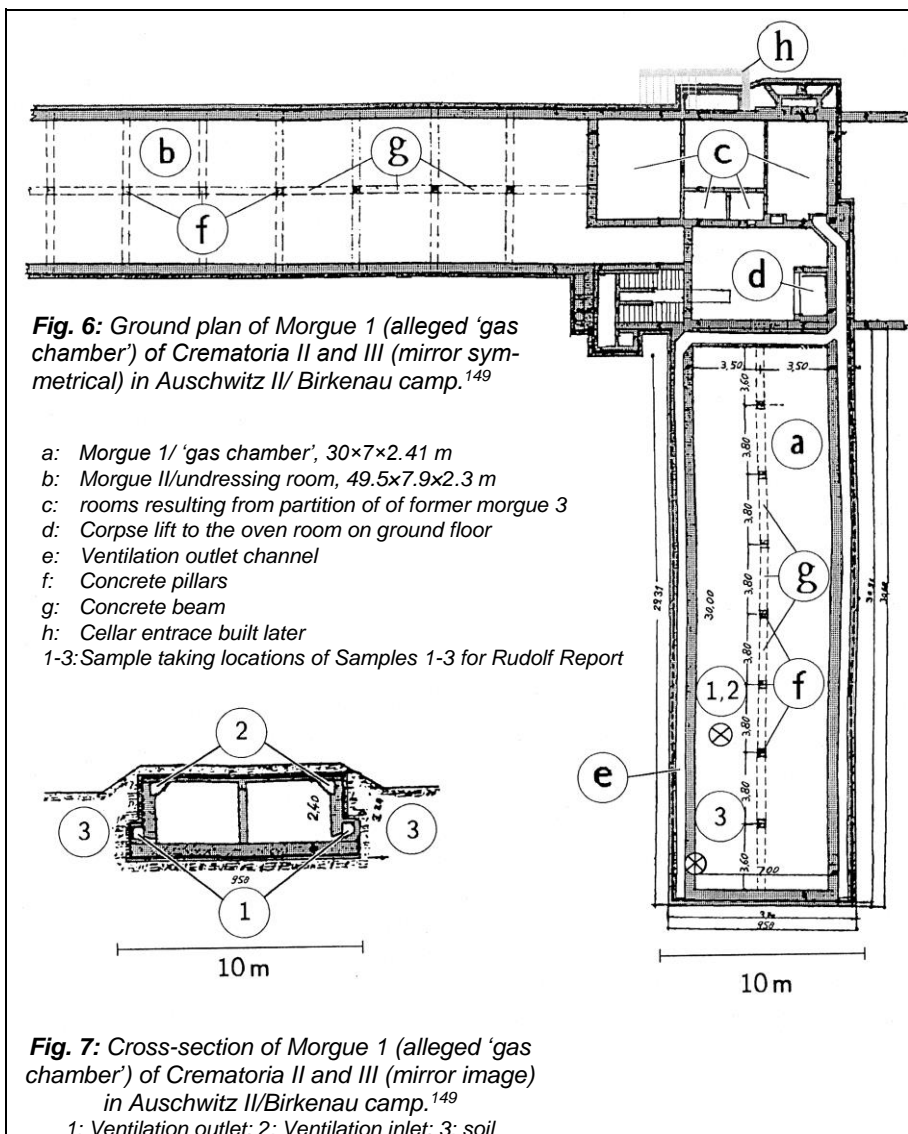 h
b
g
c
f
d
Fig. 6: Ground plan of Morgue 1 (alleged ‘gas
chamber’) of Crematoria II and III (mirror sym-
metrical) in Auschwitz II/ Birkenau camp.149
a: Morgue 1/ ‘gas chamber’, 30×7×2.41 m
b: Morgue II/undressing room, 49.5×7.9×2.3 m
c: rooms resulting from partition of of former morgue 3
d: Corpse lift to the oven room on ground floor
e: Ventilation outlet channel
f: Concrete pillars
g: Concrete beam
h: Cellar entrace built later
1-3:Sample taking locations of Samples 1-3 for Rudolf Report
3,50 3,50
3,60
a
3,80
3,80
3,80
g
30,00
3,80
1,2
f
3,80
3,80
e
3
3,80
3,60
7,00
950
10 m
2
2,40
3
3
950
1
10 m
Fig. 7: Cross-section of Morgue 1 (alleged ‘gas
chamber’) of Crematoria II and III (mirror image)
in Auschwitz II/Birkenau camp.149
1: Ventilation outlet; 2: Ventilation inlet; 3: soil